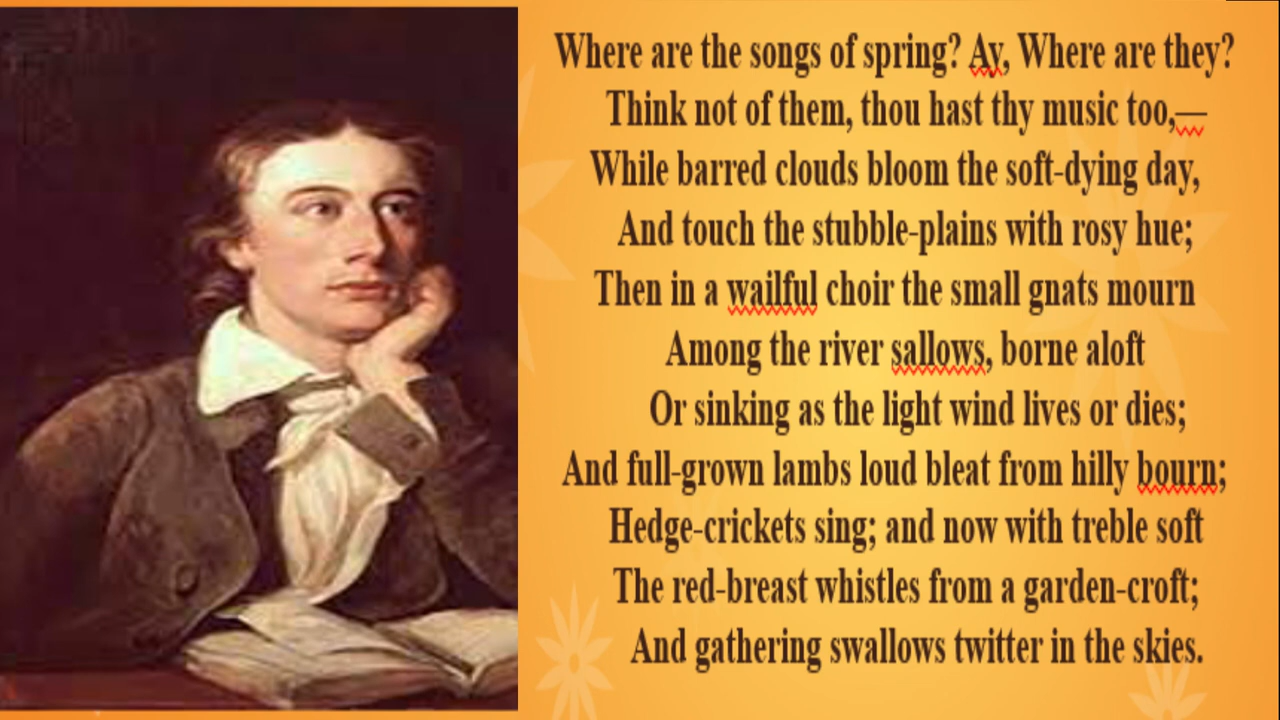 Where are the songs of spring? Ay, Where are they?
Think not of them, thou hast thy music too,—
While barred clouds bloom the soft-dying day,
And touch the stubble-plains with rosy hue;
Then in a wailful choir the small gnats mourn
Among the river sallows, borne aloft
Or sinking as the light wind lives or dies;
And full-grown lambs loud bleat from hilly bourn;
Hedge-crickets sing; and now with treble soft
The red-breast whistles from a garden-croft;
And gathering swallows twitter in the skies.